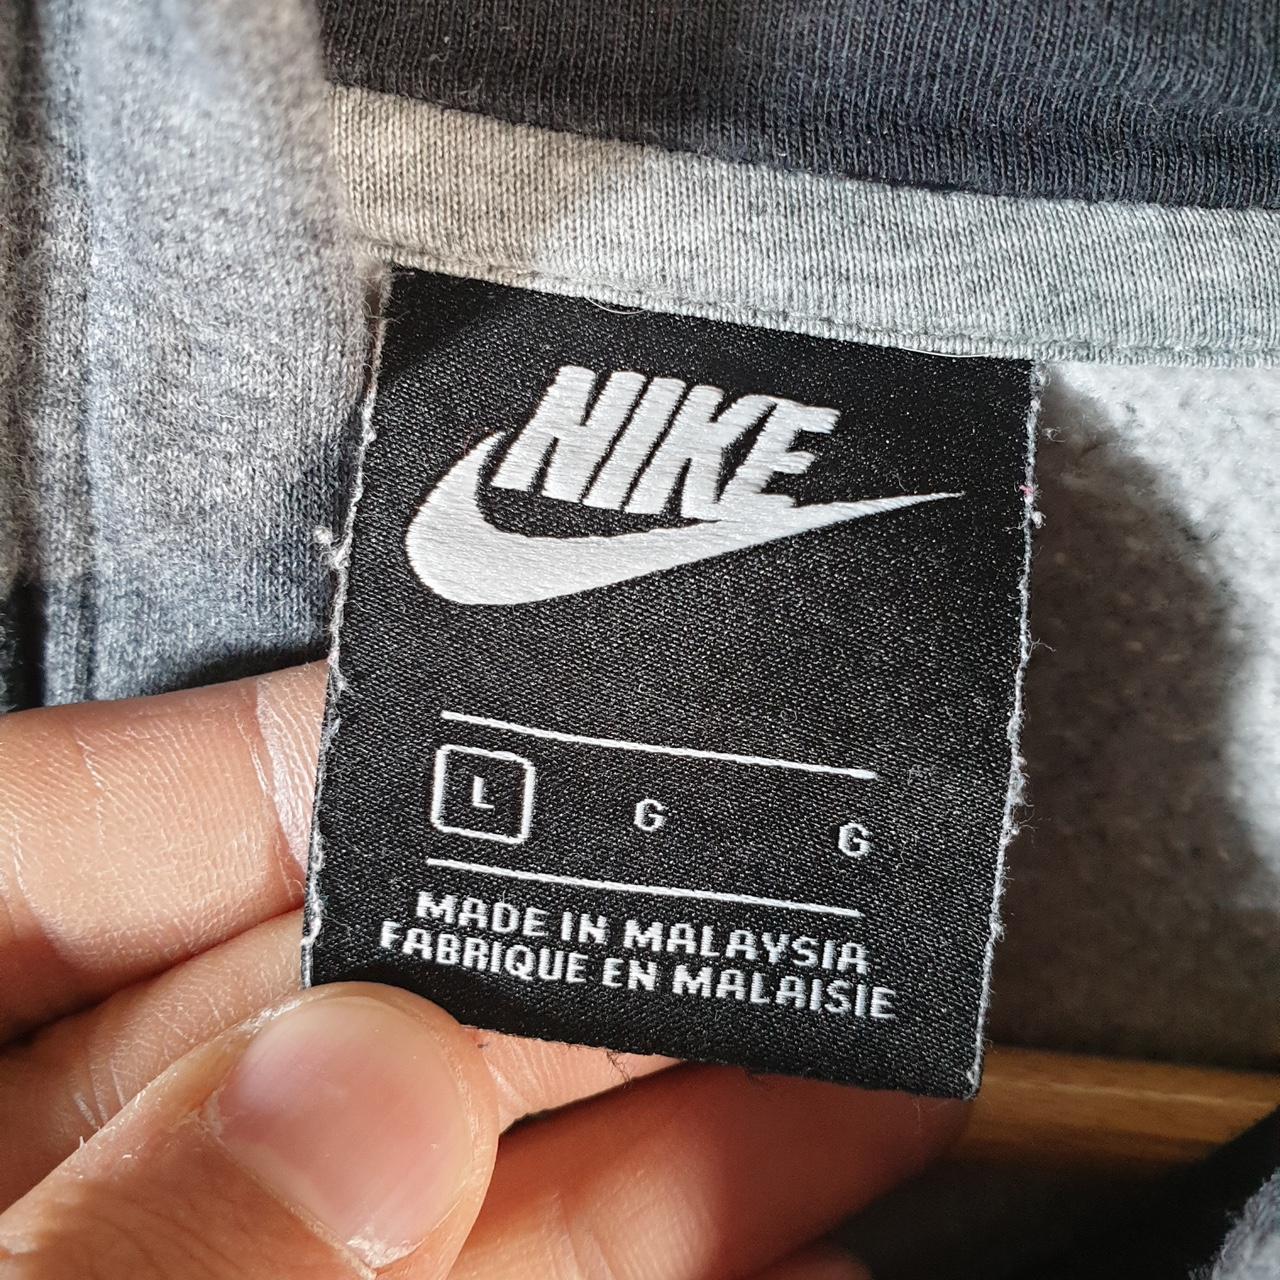 NIKE
L G G
MADE IN MALAYSIA
FABRIQUE EN MALAISIE